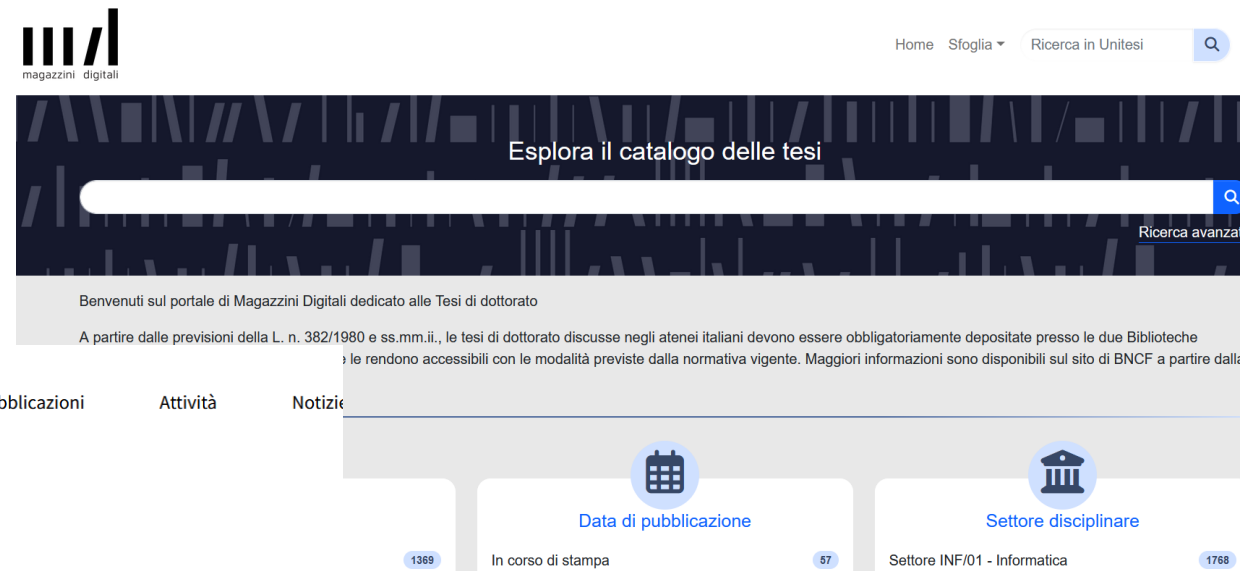 magazzini digitali
Home Sfoglia Ricerca in Unitesi
Esplora il catalogo delle tesi
Ricerca
Benvenuti sul portale di Magazzini Digitali dedicato alle Tesi di dottorato
A partire dalle previsioni della L. n. 382/1980 e ss.mm.ii., le tesi di dottorato discusse negli atenei italiani devono essere obbligatoriamente depositate presso le due Biblioteche
le rendono accessibili con le modalità previste dalla normativa vigente. Maggiori informazioni sono disponibili sul sito di BNCF a partire dalla
Attività
Data di pubblicazione
Settore disciplinare
1369
In corso di stampa 57
Settore INF/01 - Informatica 1768